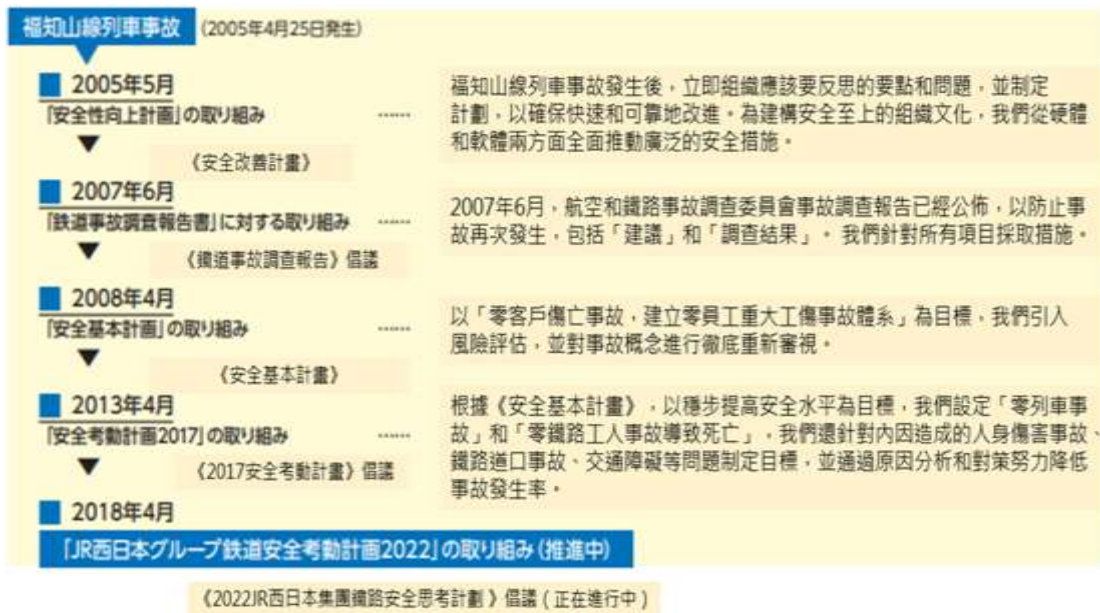 福知山線列車事故 (2005年4月25日発生)
2005年5月
「安全性向上計画」の取り組み ……
《安全改善計畫》
福知山線列車事故發生後，立即組織應該要反思的要點和問題，並制定
計劃，以確保快速和可靠地改進。為建構安全至上的組織文化，我們從硬體
和軟體兩方面全面推動廣泛的安全措施。
2007年6月
「鉄道事故調査報告書」に対する取り組み ……
《鐵道事故調查報告》倡議
2007年6月，航空和鐵路事故調查委員會事故調查報告已經公佈，以防止事
故再次發生，包括「建議」和「調查結果」。 我們針對所有項目採取措施。
2008年4月
「安全基本計画」の取り組み ……
《安全基本計畫》
以「零客戶傷亡事故，建立零員工重大工傷事故體系」為目標，我們引入
風險評估，並對事故概念進行徹底重新審視。
2013年4月
「安全考動計画2017」の取り組み ……
《2017安全考動計畫》倡議
根據《安全基本計畫》，以穩步提高安全水平為目標，我們設定「零列車事
故」和「零鐵路工人事故導致死亡」，我們還針對內因造成的人身傷害事故、
鐵路道口事故、交通障礙等問題制定目標，並通過原因分析和對策努力降低
事故發生率。
2018年4月
「JR西日本グループ鉄道安全考動計画2022」の取り組み（推進中）
《2022JR西日本集團鐵路安全思考計劃 》倡議 ( 正在進行中 )